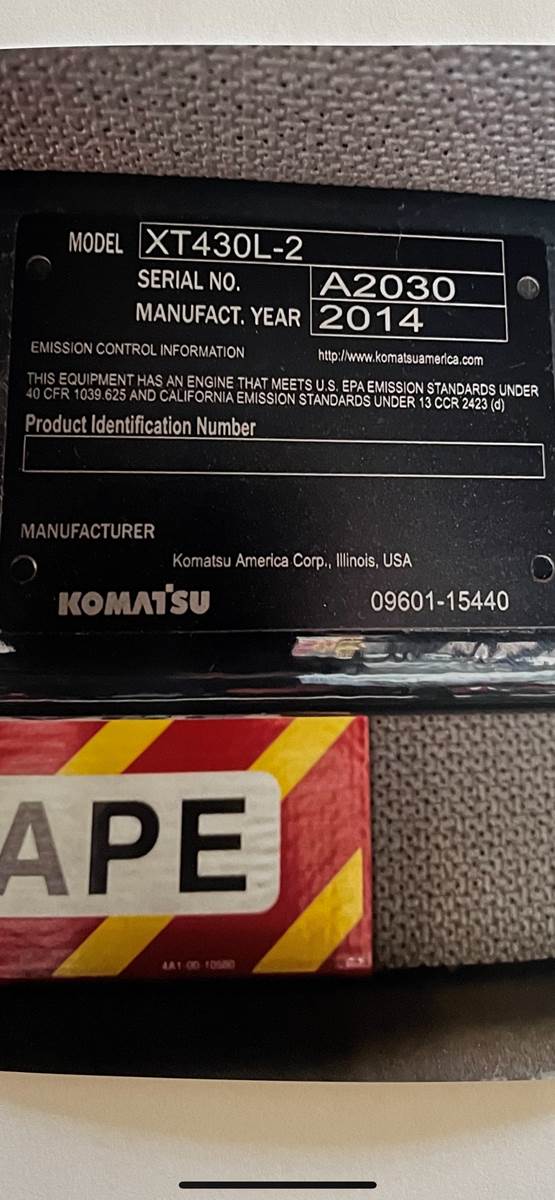 MODEL XT430L-2
SERIAL NO. A2030
MANUFACT. YEAR 2014
EMISSION CONTROL INFORMATION http://www.komatsuamerica.com
THIS EQUIPMENT HAS AN ENGINE THAT MEETS U.S. EPA EMISSION STANDARDS UNDER
40 CFR 1039.625 AND CALIFORNIA EMISSION STANDARDS UNDER 13 CCR 2423 (d)
Product Identification Number
MANUFACTURER
Komatsu America Corp., Illinois, USA
KOMATSU 09601-15440
APE